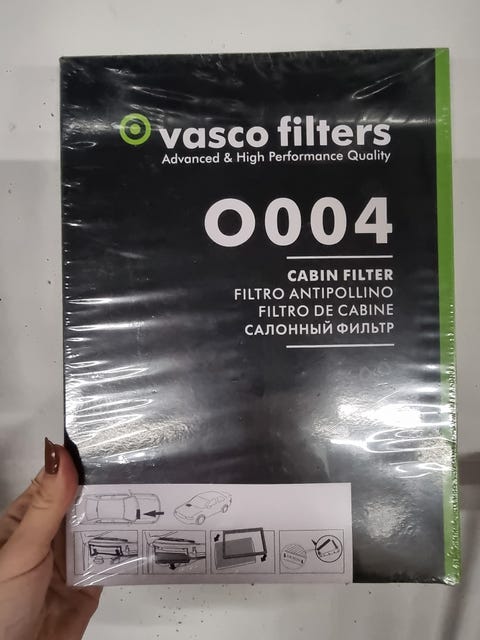 vasco filters
Advanced & High Performance Quality
O004
CABIN FILTER
FILTRO ANTIPOLLINO
FILTRO DE CABINE
САЛОННЫЙ ФИЛЬТР